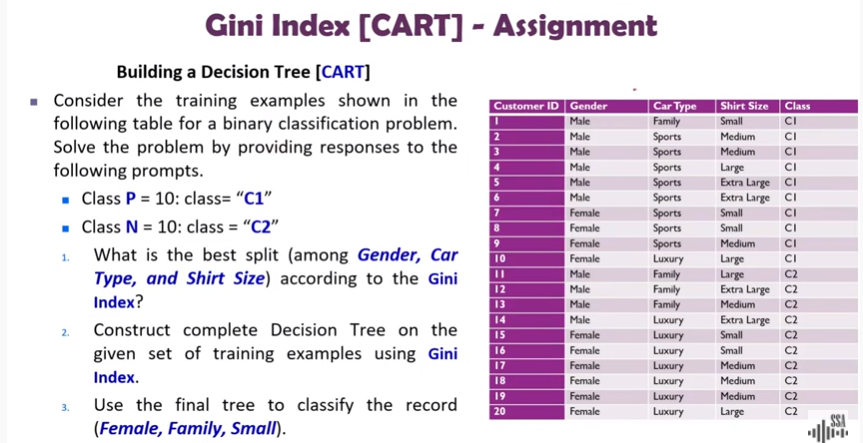 Gini Index [CART] - Assignment
Building a Decision Tree [CART]
Consider the training examples shown in the
following table for a binary classification problem.
Solve the problem by providing responses to the
following prompts.
Class P = 10: class= “C1”
Class N = 10: class = “C2”
1. What is the best split (among Gender, Car
Type, and Shirt Size) according to the Gini
Index?
2. Construct complete Decision Tree on the
given set of training examples using Gini
Index.
3. Use the final tree to classify the record
(Female, Family, Small).
Customer ID Gender Car Type Shirt Size Class
1 Male Family Small C1
2 Male Sports Medium C1
3 Male Sports Medium C1
4 Male Sports Large C1
5 Male Sports Extra Large C1
6 Male Sports Extra Large C1
7 Female Sports Small C1
8 Female Sports Small C1
9 Female Sports Medium C1
10 Female Luxury Large C1
11 Male Family Large C2
12 Male Family Extra Large C2
13 Male Family Medium C2
14 Male Luxury Extra Large C2
15 Female Luxury Small C2
16 Female Luxury Small C2
17 Female Luxury Medium C2
18 Female Luxury Medium C2
19 Female Luxury Medium C2
20 Female Luxury Large C2
SSA